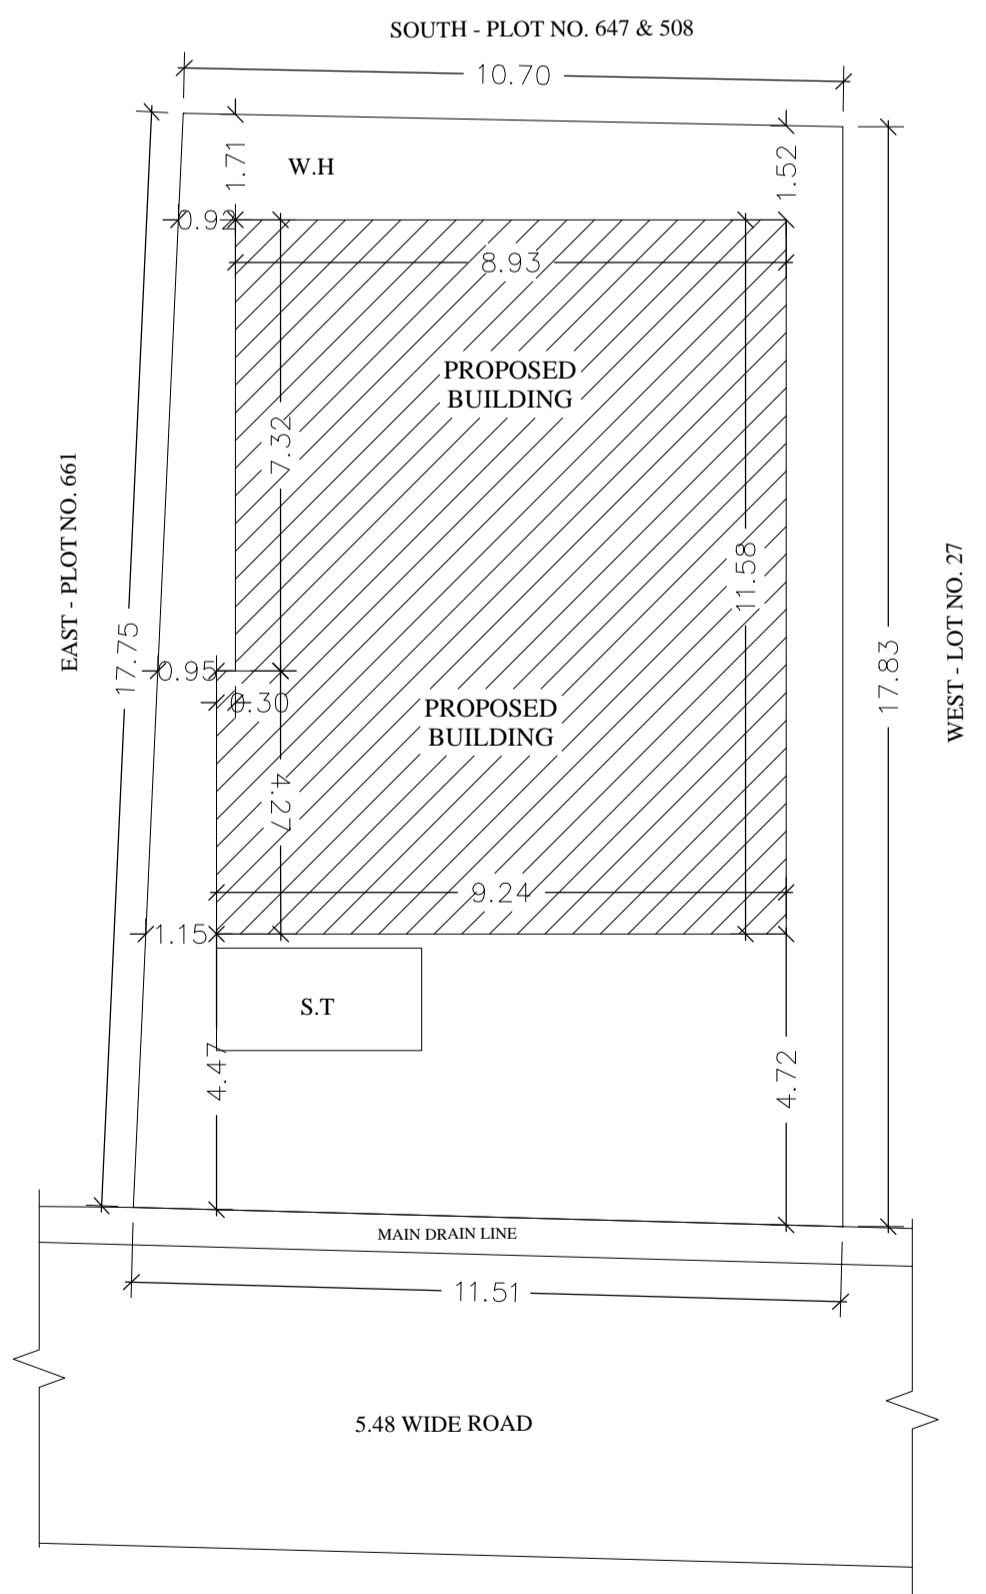 SOUTH - PLOT NO. 647 & 508
10.70
1.71
W.H
1.52
0.92
8.93
PROPOSED
BUILDING
7.32
EAST - PLOT NO. 661
11.58
WEST - LOT NO. 27
17.75
0.95
17.83
0.30
PROPOSED
BUILDING
4.27
9.24
1.15
S.T
4.47
4.72
MAIN DRAIN LINE
11.51
5.48 WIDE ROAD